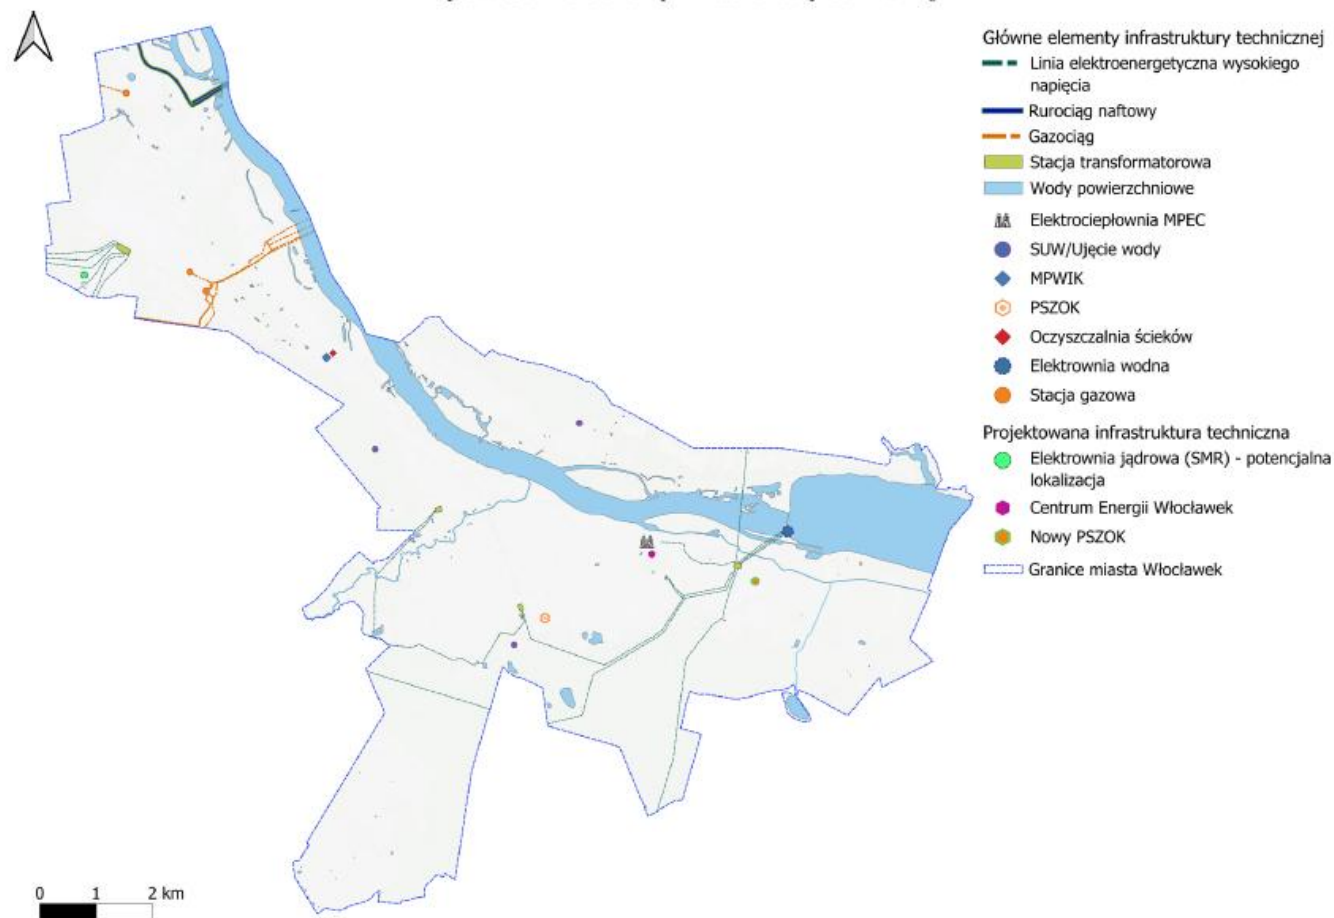 Główne elementy infrastruktury technicznej
Linia elektroenergetyczna wysokiego
napięcia
Rurociąg naftowy
Gazociąg
Stacja transformatorowa
Wody powierzchniowe
Elektrociepłownia MPEC
SUW/Ujęcie wody
MPWIK
PSZOK
Oczyszczalnia ścieków
Elektrownia wodna
Stacja gazowa
Projektowana infrastruktura techniczna
Elektrownia jądrowa (SMR) - potencjalna
lokalizacja
Centrum Energii Włocławek
Nowy PSZOK
Granice miasta Włocławek
0 1 2 km